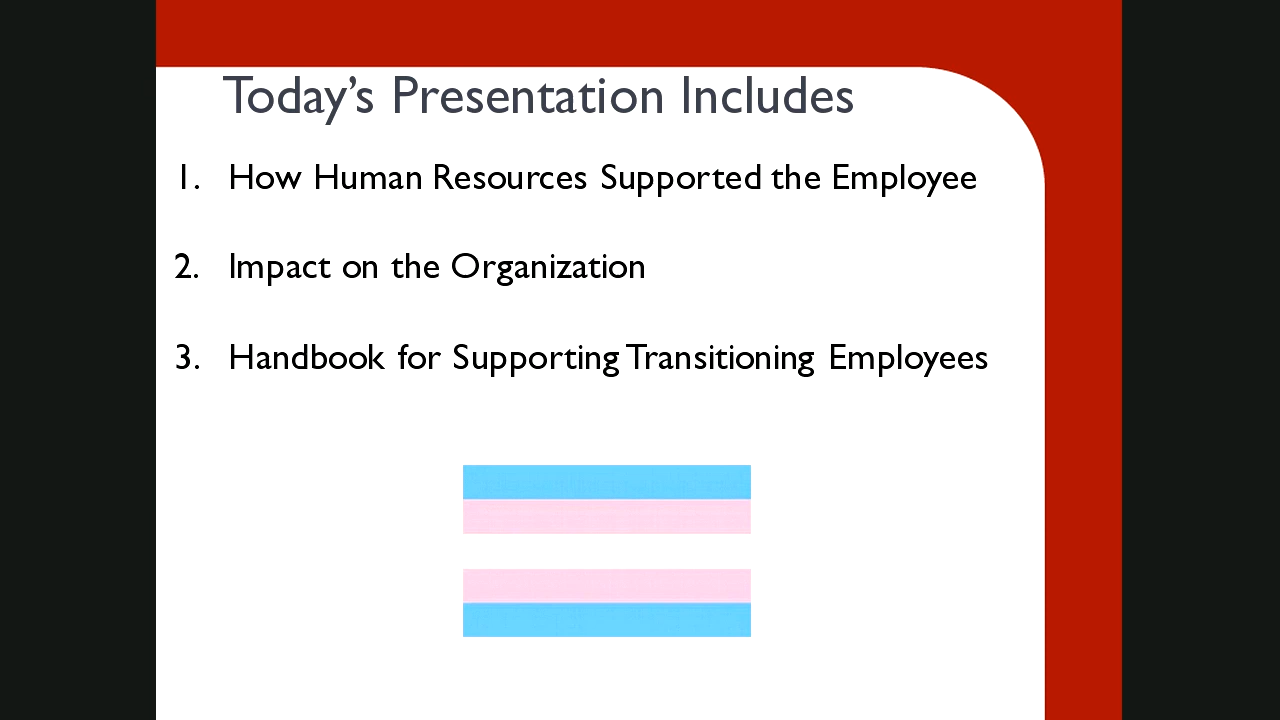 Today’s Presentation Includes
1. How Human Resources Supported the Employee
2. Impact on the Organization
3. Handbook for Supporting Transitioning Employees